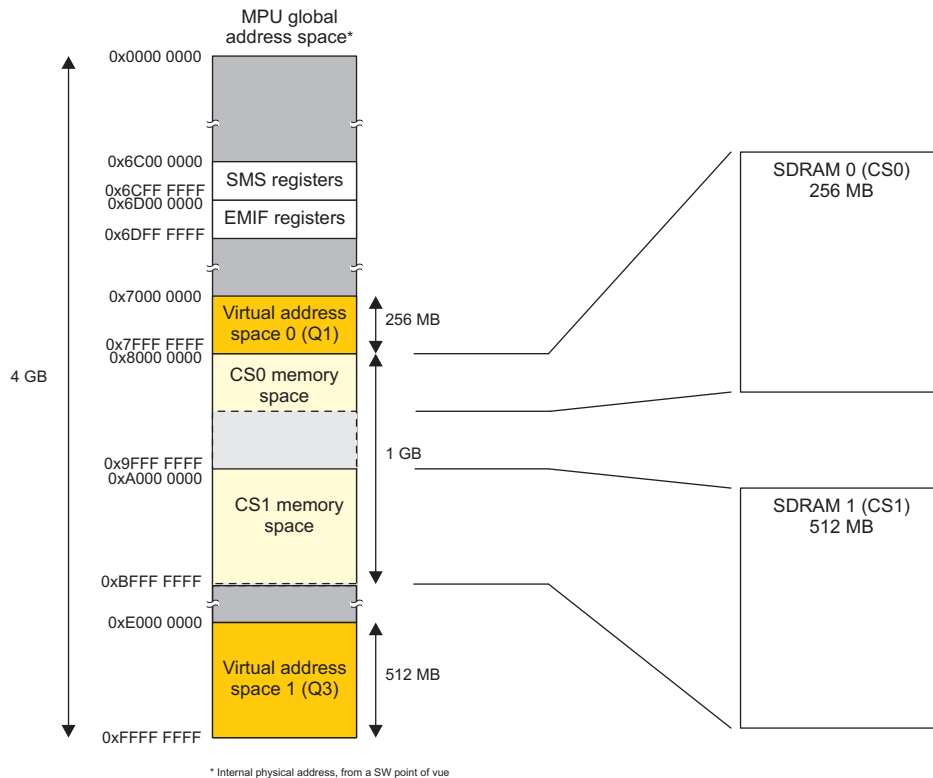 MPU global
address space*
0x0000 0000
0x6C00 0000
SMS registers
0x6CFF FFFF
0x6D00 0000
EMIF registers
0x6DFF FFFF
0x7000 0000
Virtual address
space 0 (Q1)
256 MB
0x7FFF FFFF
0x8000 0000
4 GB
CS0 memory
space
1 GB
0x9FFF FFFF
0xA000 0000
CS1 memory
space
0xBFFF FFFF
0xE000 0000
Virtual address
space 1 (Q3)
512 MB
0xFFFF FFFF
SDRAM 0 (CS0)
256 MB
SDRAM 1 (CS1)
512 MB
* Internal physical address, from a SW point of vue